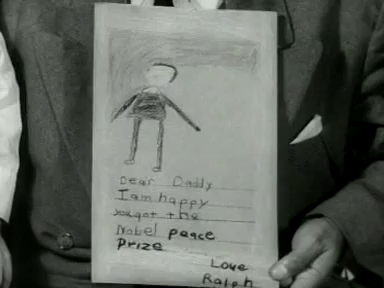 Dear Daddy
I am happy
you got the
Nobel peace
Prize
Love
Ralph